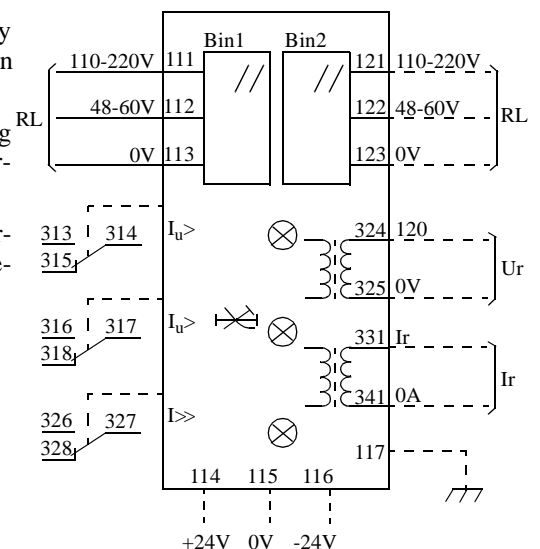 y
n
g
r-
r-
e-
Bin1 Bin2
110-220V 111 121 110-220V
48-60V 112 122 48-60V
RL RL
0V 113 123 0V
Iu>
313 314 324 120
315
Ur
325 0V
Iu>
316 317 331 Ir
318
Ir
341 0A
I>>
326 327
328
117
114 115 116
+24V 0V -24V